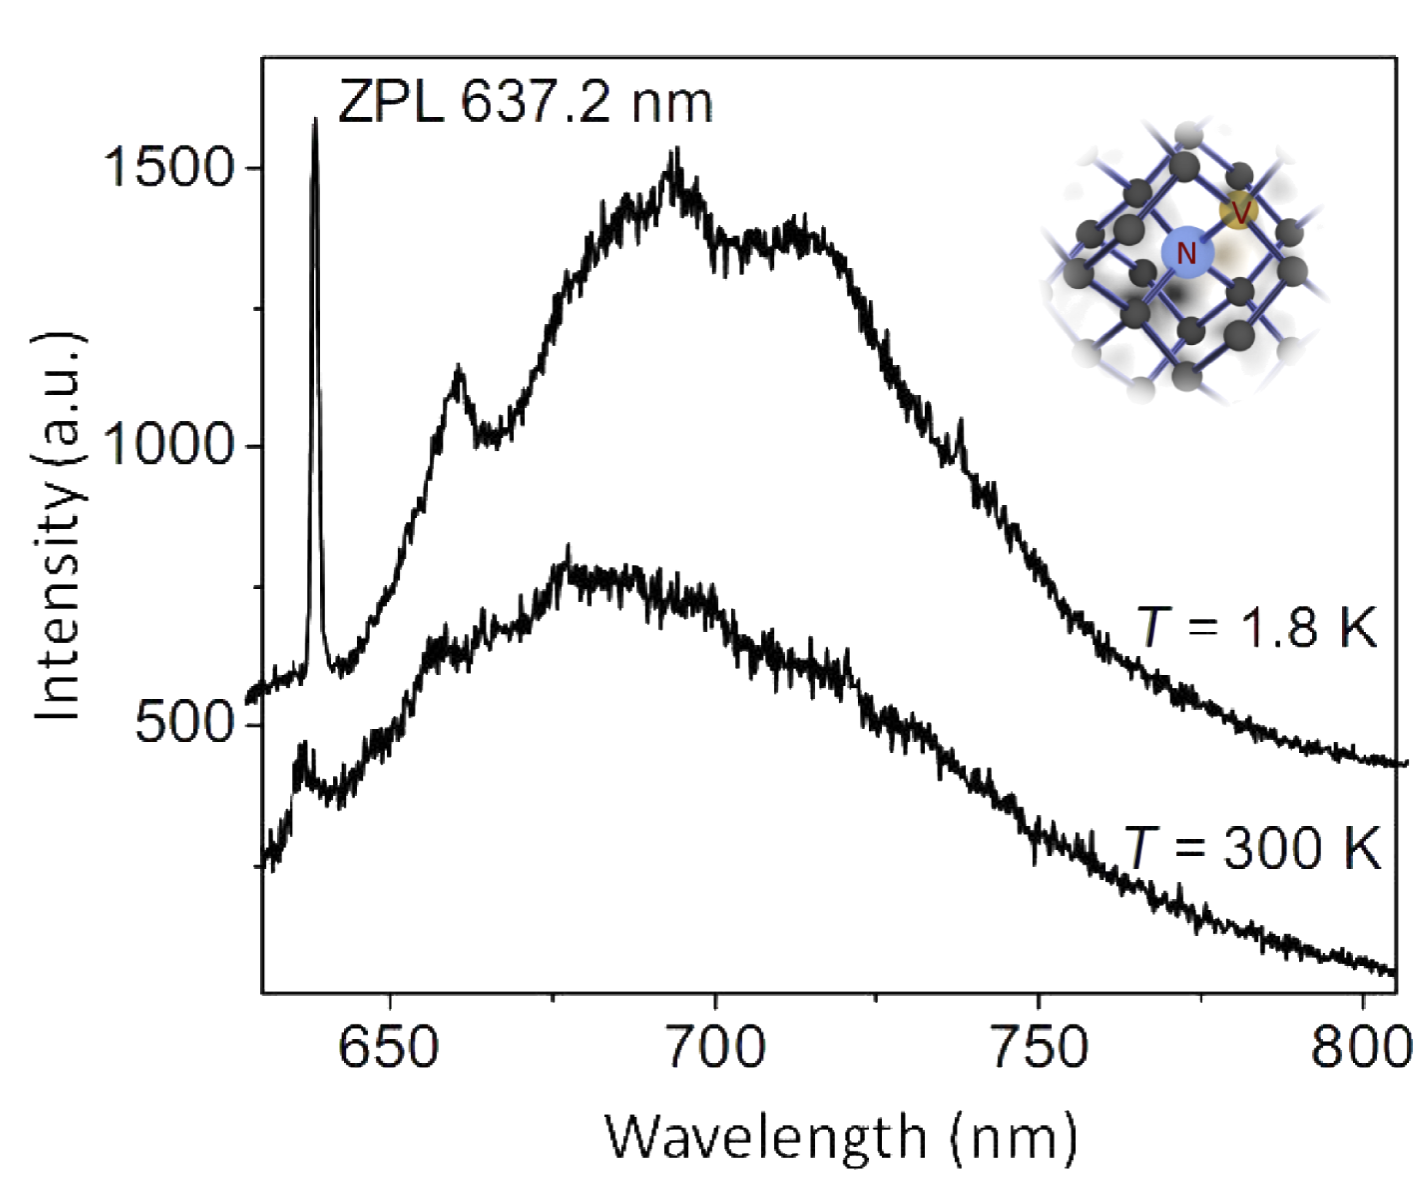 ZPL 637.2 nm
1500
1000
500
Intensity (a.u.)
V
N
T = 1.8 K
T = 300 K
650 700 750 800
Wavelength (nm)